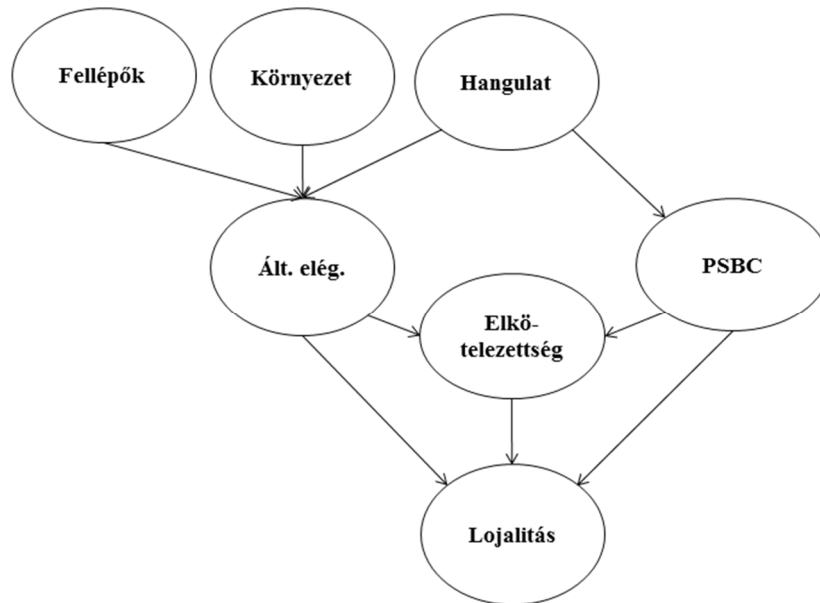 Fellépők
Környezet
Hangulat
Ált. elég.
PSBC
Elkö-
telezettség
Lojalitás